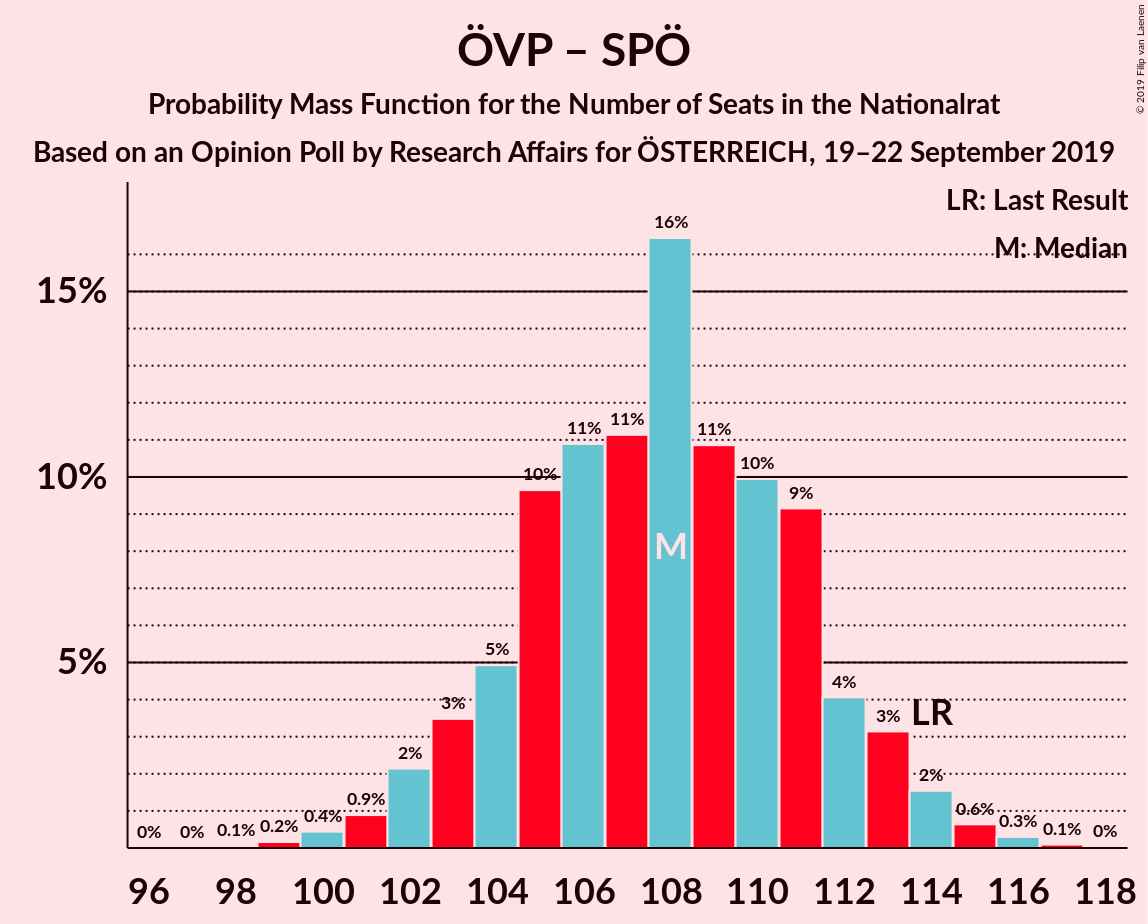 ÖVP – SPÖ
Probability Mass Function for the Number of Seats in the Nationalrat
Based on an Opinion Poll by Research Affairs for ÖSTERREICH, 19–22 September 2019
© 2019 Filip van Laenen
LR: Last Result
M: Median
15%
10%
5%
0% 0% 0.1% 0.2% 0.4% 0.9% 2% 3% 5% 10% 11% 11% 16% 11% 10% 9% 4% 3% 2% 0.6% 0.3% 0.1% 0%
M
LR
96 98 100 102 104 106 108 110 112 114 116 118